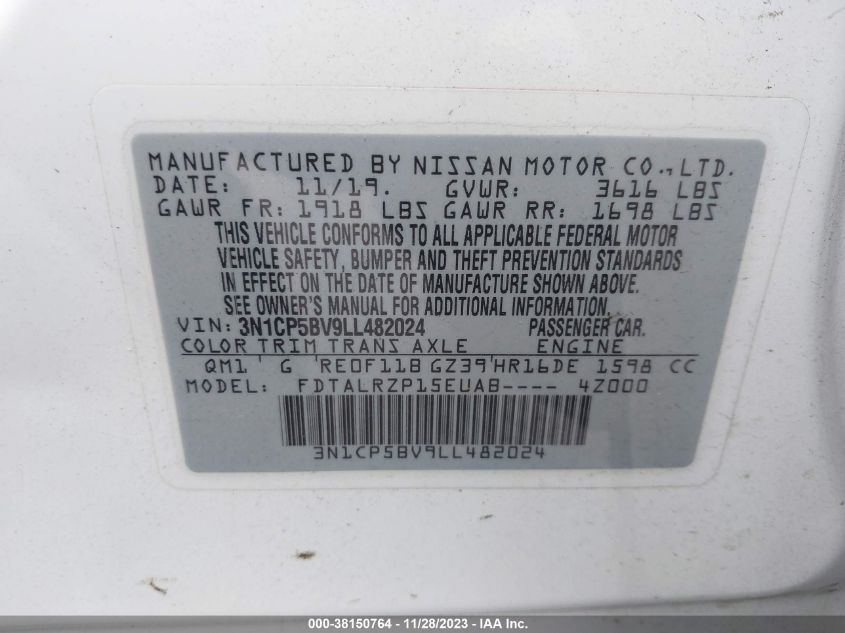 MANUFACTURED BY NISSAN MOTOR CO., LTD.
DATE: 11/19. GVWR: 3616 LBS
GAWR FR: 1918 LBS GAWR RR: 1698 LBS
THIS VEHICLE CONFORMS TO ALL APPLICABLE FEDERAL MOTOR
VEHICLE SAFETY, BUMPER AND THEFT PREVENTION STANDARDS
IN EFFECT ON THE DATE OF MANUFACTURE SHOWN ABOVE.
SEE OWNER'S MANUAL FOR ADDITIONAL INFORMATION.
VIN: 3N1CP5BV9LL482024 PASSENGER CAR.
COLOR TRIM TRANS AXLE ENGINE
QM1 ' G 'RE0F11B GZ39'HR16DE 1598 CC
MODEL: FDTALRZP15EUAB---- 4Z000
3N1CP5BV9LL482024
000-38150764 - 11/28/2023 - IAA Inc.